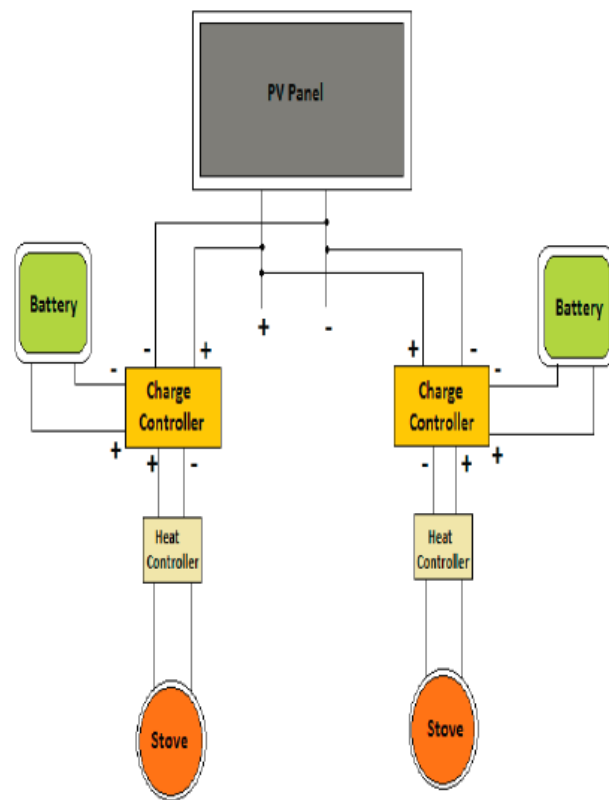 PV Panel
Battery
Battery
+ -
- +
+ -
- Charge Controller +
+ -
Charge Controller
- +
- +
Heat Controller
Heat Controller
Stove
Stove